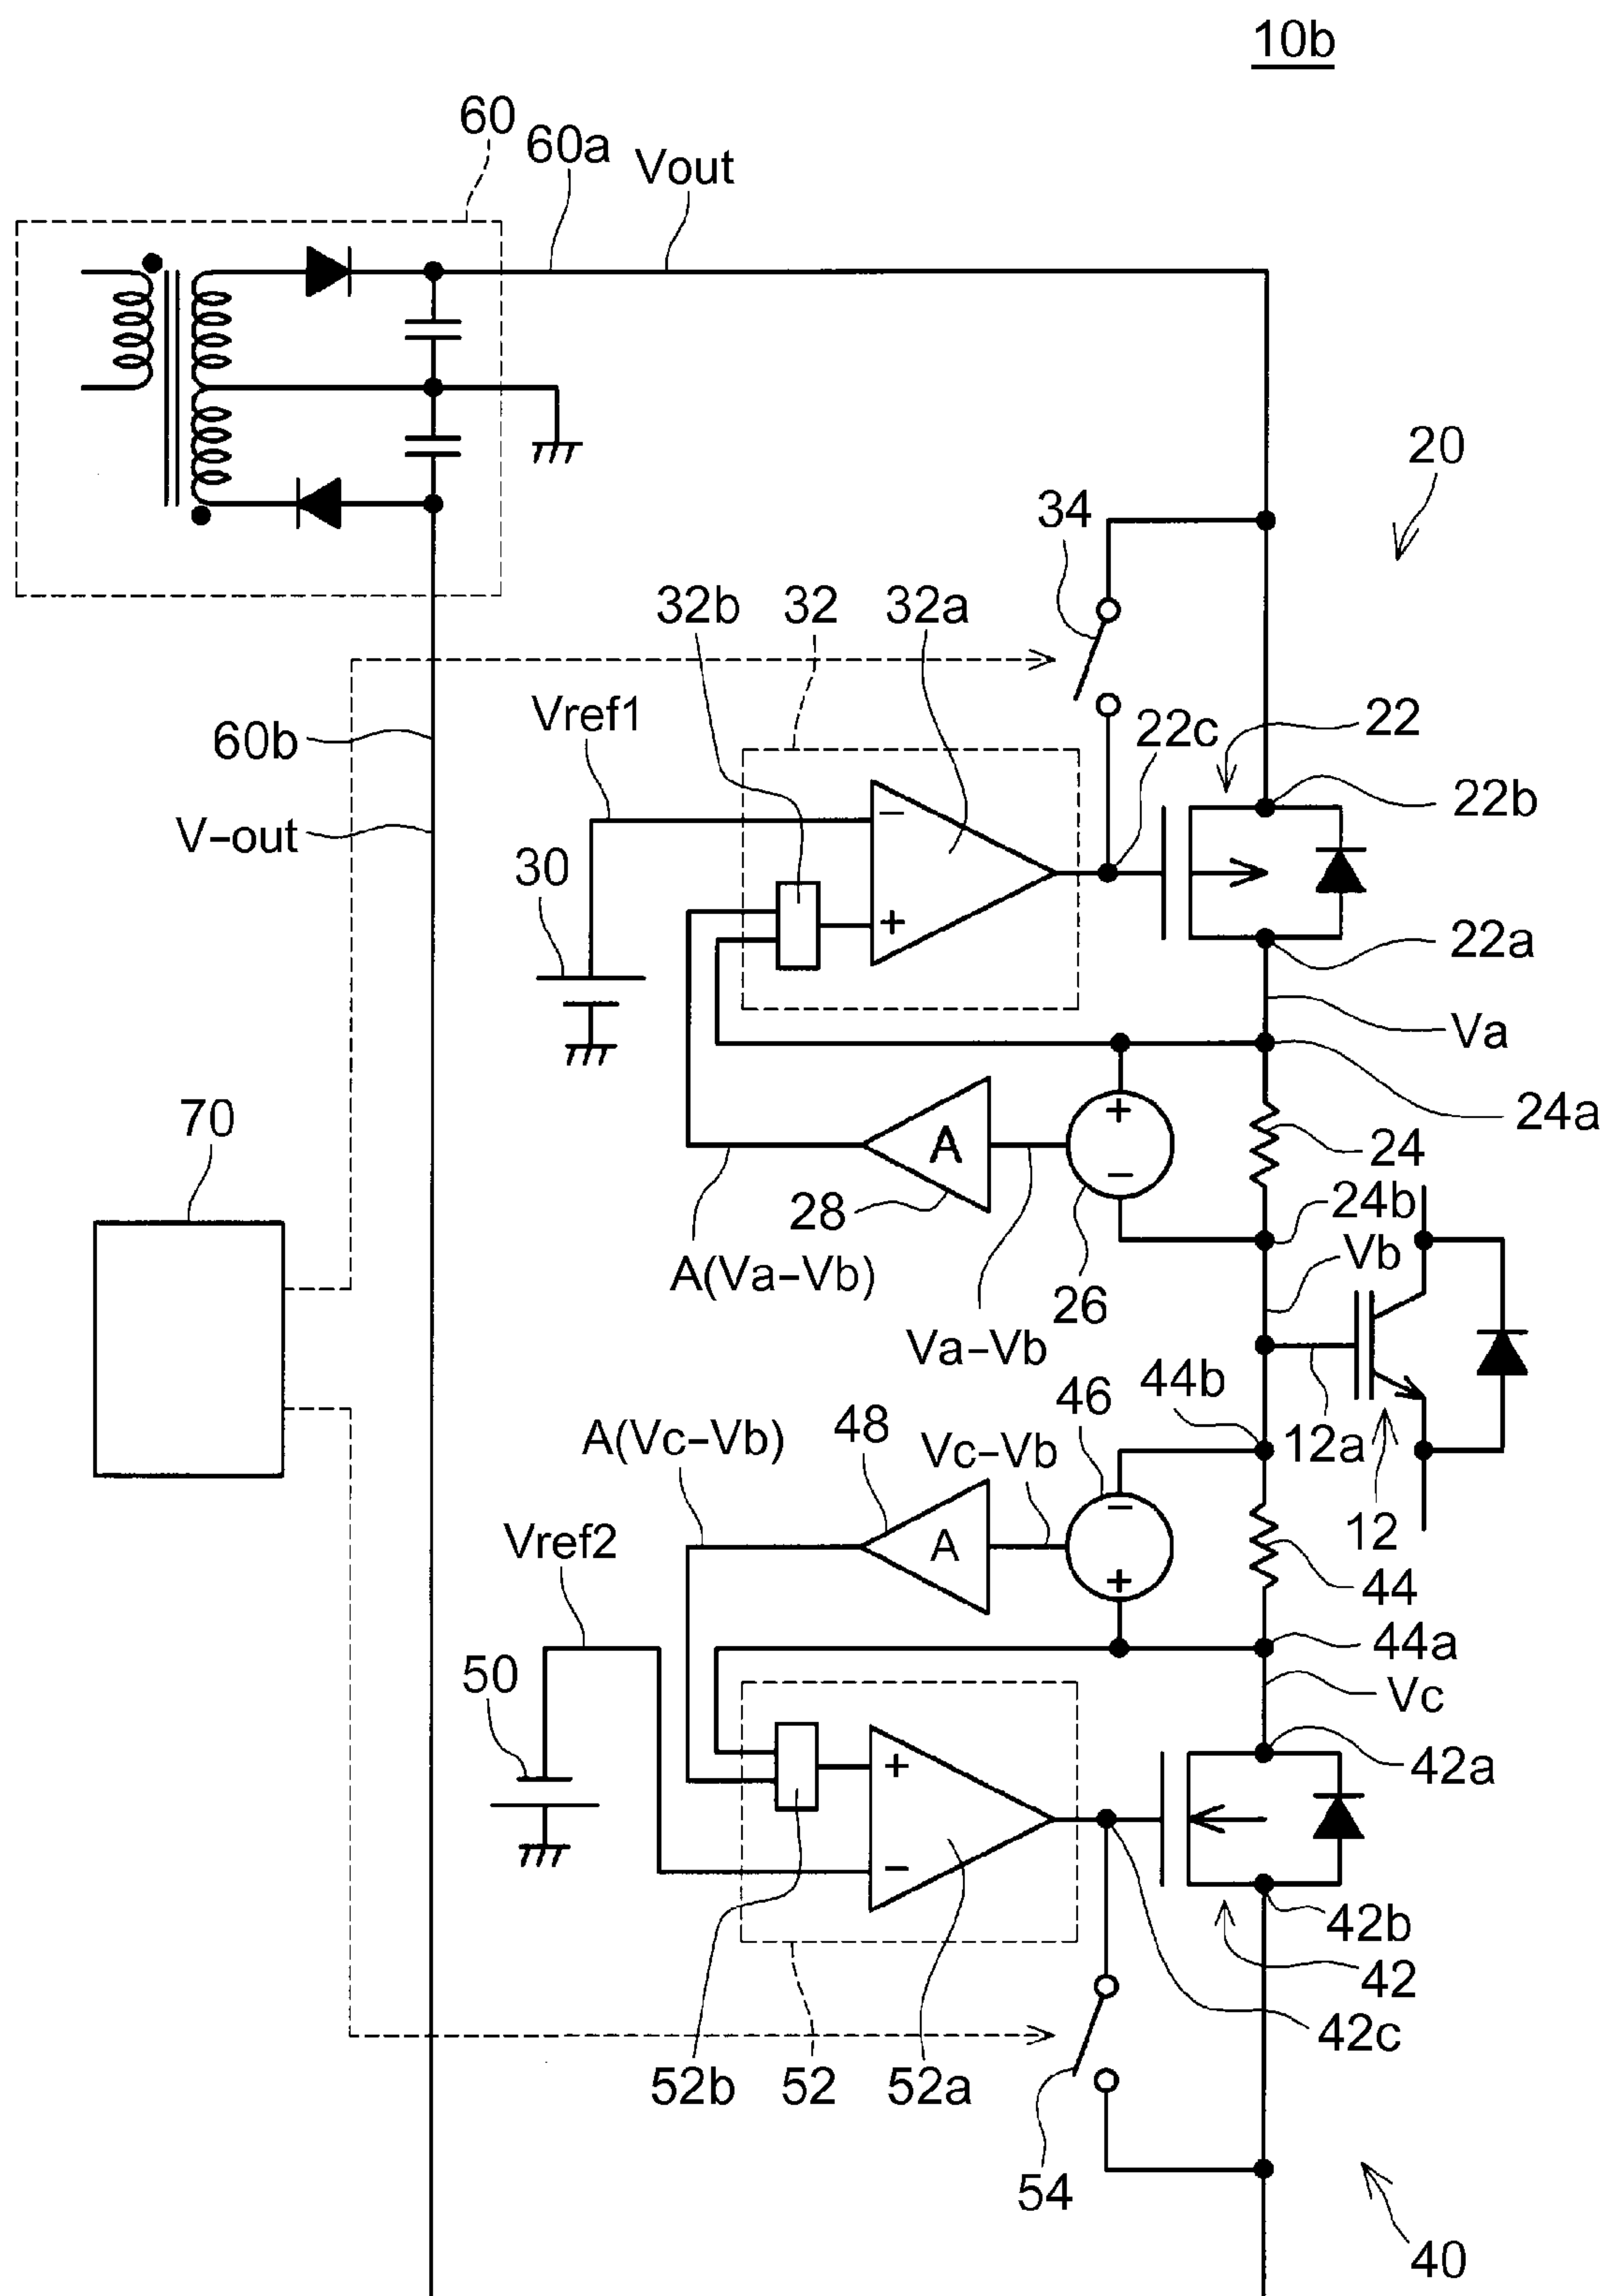 10b
60
60a
Vout
20
34
32b
32
32a
Vref1
22c
22
60b
22b
V-out
30
22a
Va
24a
70
A
24
28
24b
Vb
A(Va-Vb)
26
Va-Vb
44b
46
48
A(Vc-Vb)
Vc-Vb
12a
12
Vref2
A
44
44a
50
Vc
42a
42b
42
42c
52b
52
52a
54
40